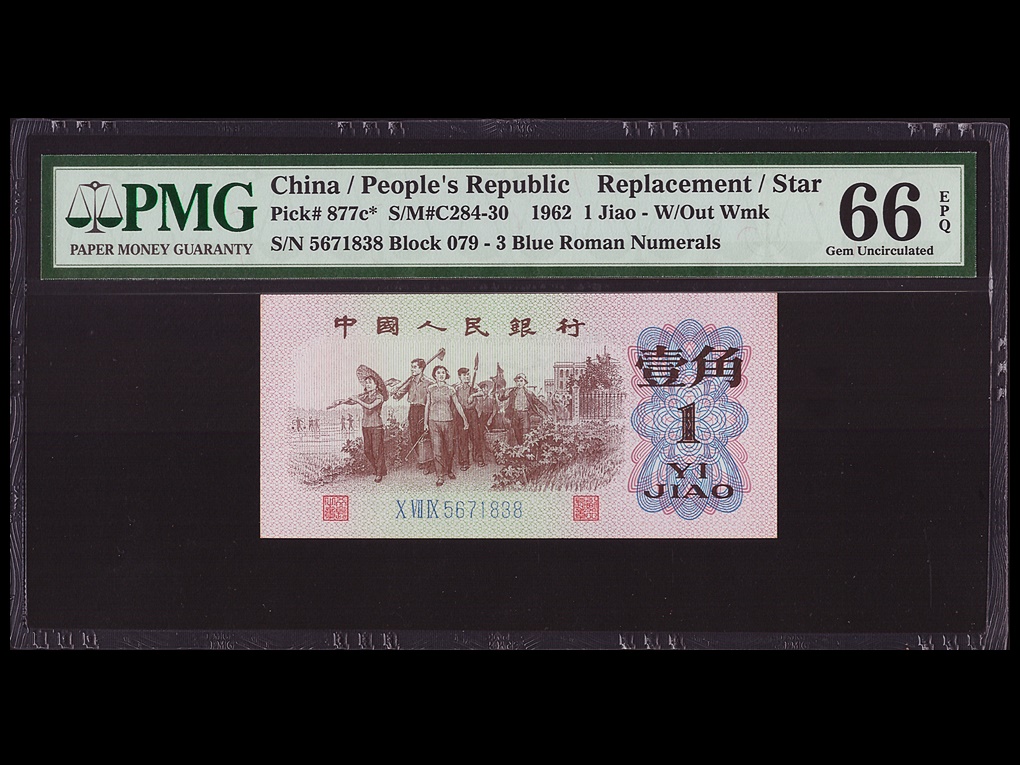 PMG
PAPER MONEY GUARANTY
China / People's Republic Replacement / Star
Pick# 877c* S/M#C284-30 1962 1 Jiao - W/Out Wmk
S/N 5671838 Block 079 - 3 Blue Roman Numerals
66
EPQ
Gem Uncirculated
中國人民銀行
壹角
1
YI
JIAO
X Ⅶ Ⅸ 5671838